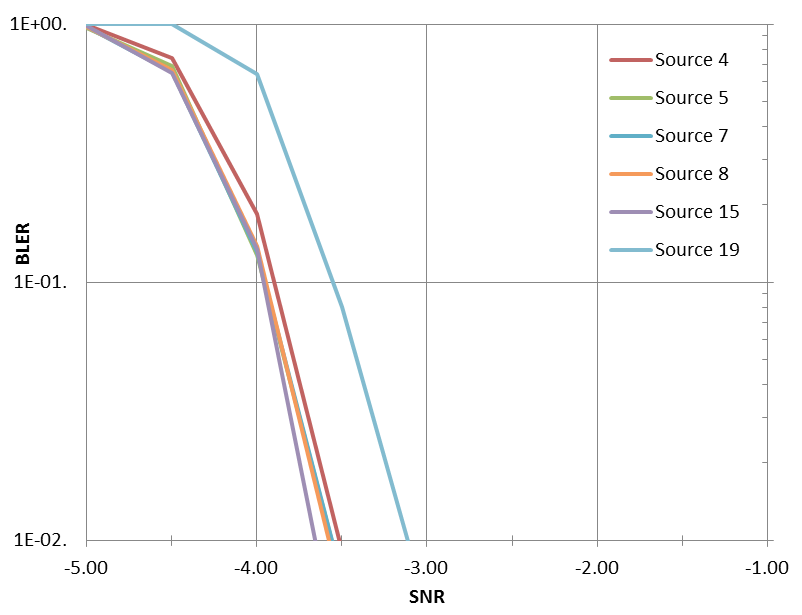 1E+00.
Source 4
Source 5
Source 7
Source 8
Source 15
Source 19
BLER
1E-01.
1E-02.
-5.00 -4.00 -3.00 -2.00 -1.00
SNR